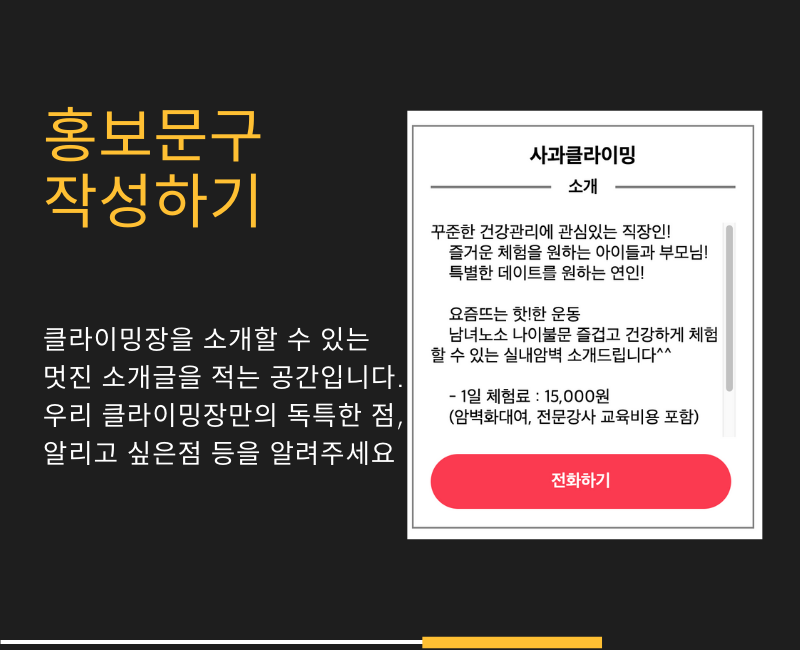 홍보문구
작성하기
클라이밍장을 소개할 수 있는
멋진 소개글을 적는 공간입니다.
우리 클라이밍장만의 독특한 점,
알리고 싶은점 등을 알려주세요
사과클라이밍
소개
꾸준한 건강관리에 관심있는 직장인!
즐거운 체험을 원하는 아이들과 부모님!
특별한 데이트를 원하는 연인!
요즘뜨는 핫!한 운동
남녀노소 나이불문 즐겁고 건강하게 체험
할 수 있는 실내암벽 소개드립니다^^
- 1일 체험료 : 15,000원
(암벽화대여, 전문강사 교육비용 포함)
전화하기